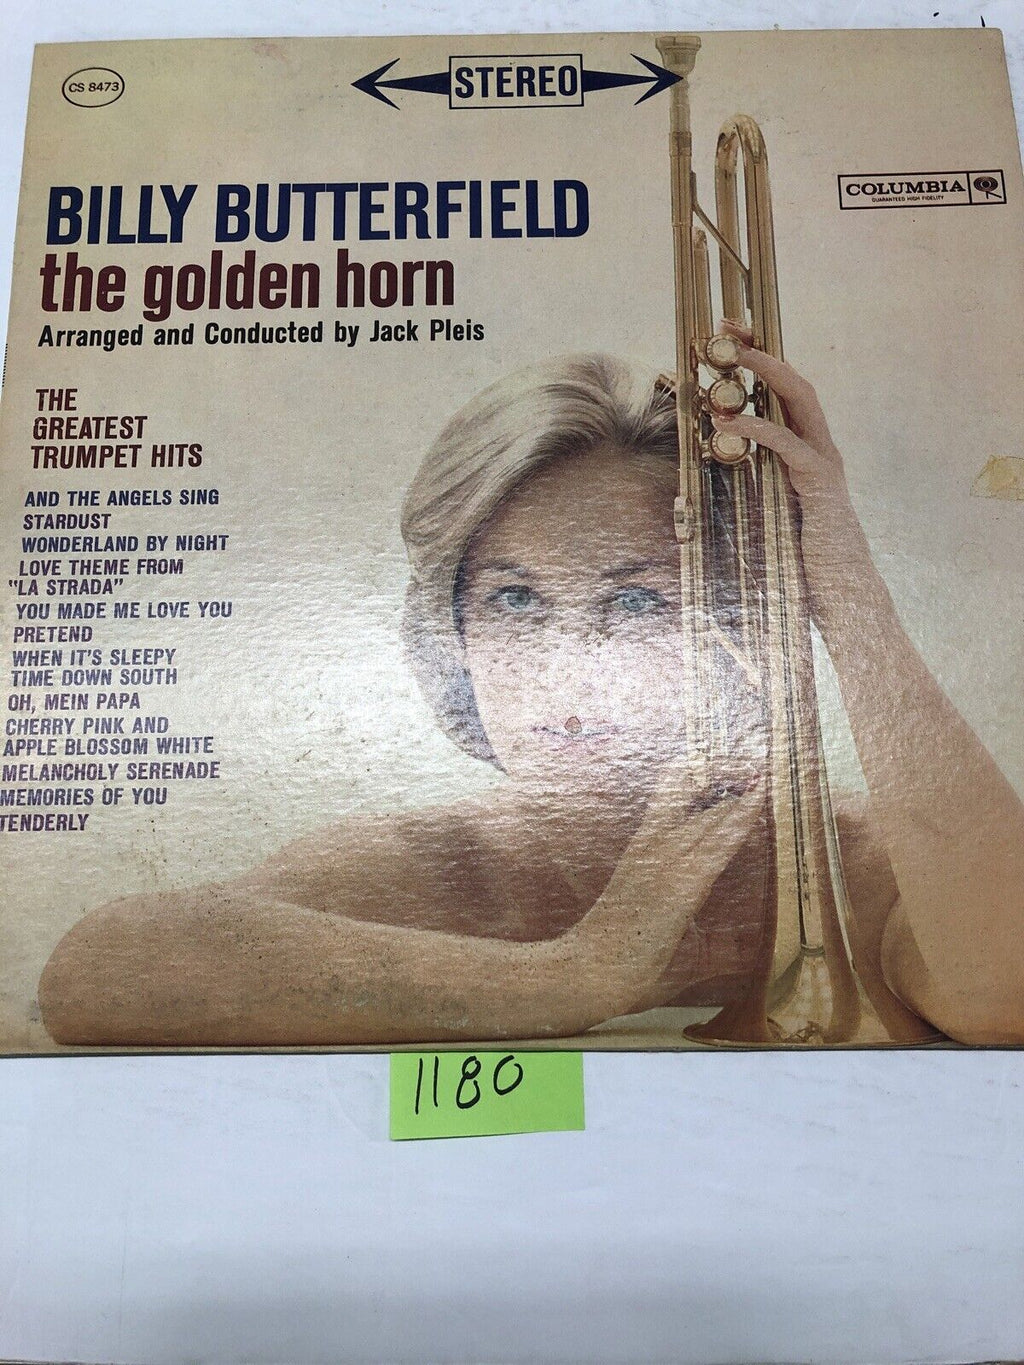 CS 8473
STEREO
COLUMBIA
GUARANTEED HIGH FIDELITY
BILLY BUTTERFIELD
the golden horn
Arranged and Conducted by Jack Pleis
THE
GREATEST
TRUMPET HITS
AND THE ANGELS SING
STARDUST
WONDERLAND BY NIGHT
LOVE THEME FROM
"LA STRADA"
YOU MADE ME LOVE YOU
PRETEND
WHEN IT'S SLEEPY
TIME DOWN SOUTH
OH, MEIN PAPA
CHERRY PINK AND
APPLE BLOSSOM WHITE
MELANCHOLY SERENADE
MEMORIES OF YOU
TENDERLY
1180